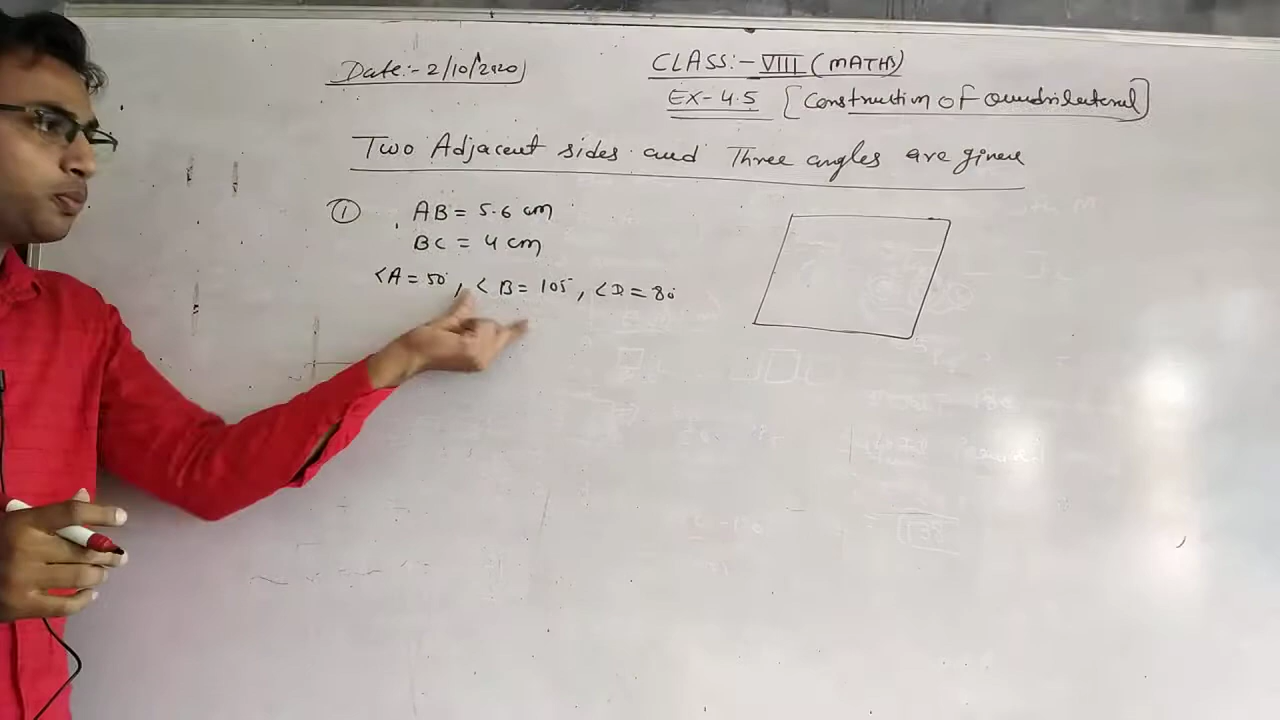 Date:- 2/10/2020
CLASS:- VIII (MATHS)
EX-4.5 [Construction of quadrilateral]
Two Adjacent sides and Three angles are given
① AB = 5.6 cm
BC = 4 cm
<A = 50°, <B = 105°, <D = 80°